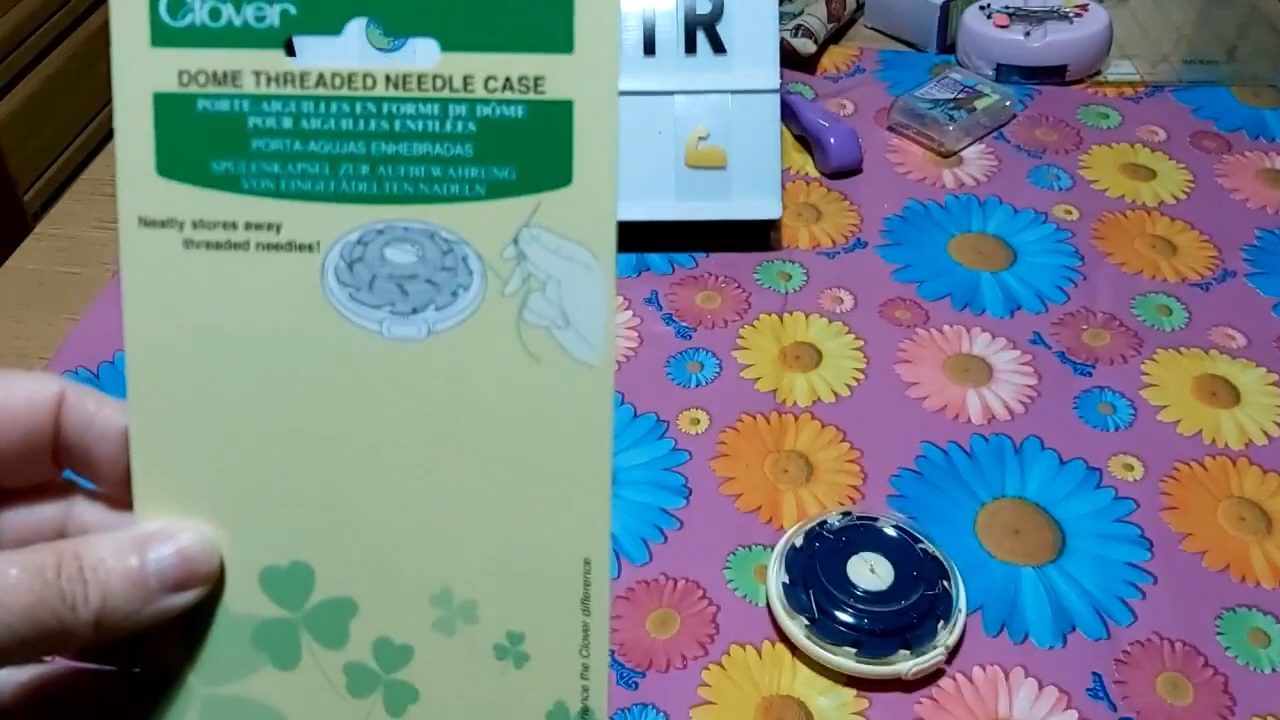 Clover
DOME THREADED NEEDLE CASE
PORTE-AIGUILLES EN FORME DE DÔME
POUR AIGUILLES ENFILÉES
PORTA-AGUJAS ENHEBRADAS
SPULENKAPSEL ZUR AUFBEWAHRUNG
VON EINGEFÄDELTEN NADELN
Neatly stores away
threaded needles!
the Clover difference.
R